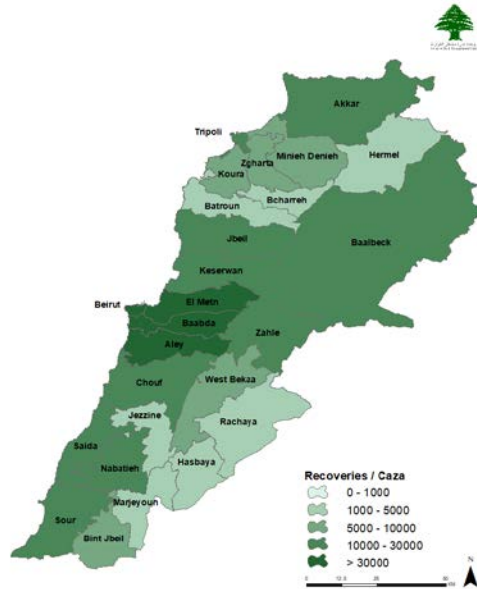 Akkar
Tripoli
Hermel
Zgharta
Minieh Denieh
Koura
Bcharreh
Batroun
Jbeil
Baalbeck
Keserwan
El Metn
Beirut
Baabda
Zahle
Aley
Chouf
West Bekaa
Jezzine
Rachaya
Saida
Hasbaya
Nabatieh
Marjeyoun
Sour
Bint Jbeil
Recoveries / Caza
0 - 1000
1000 - 5000
5000 - 10000
10000 - 30000
> 30000
N